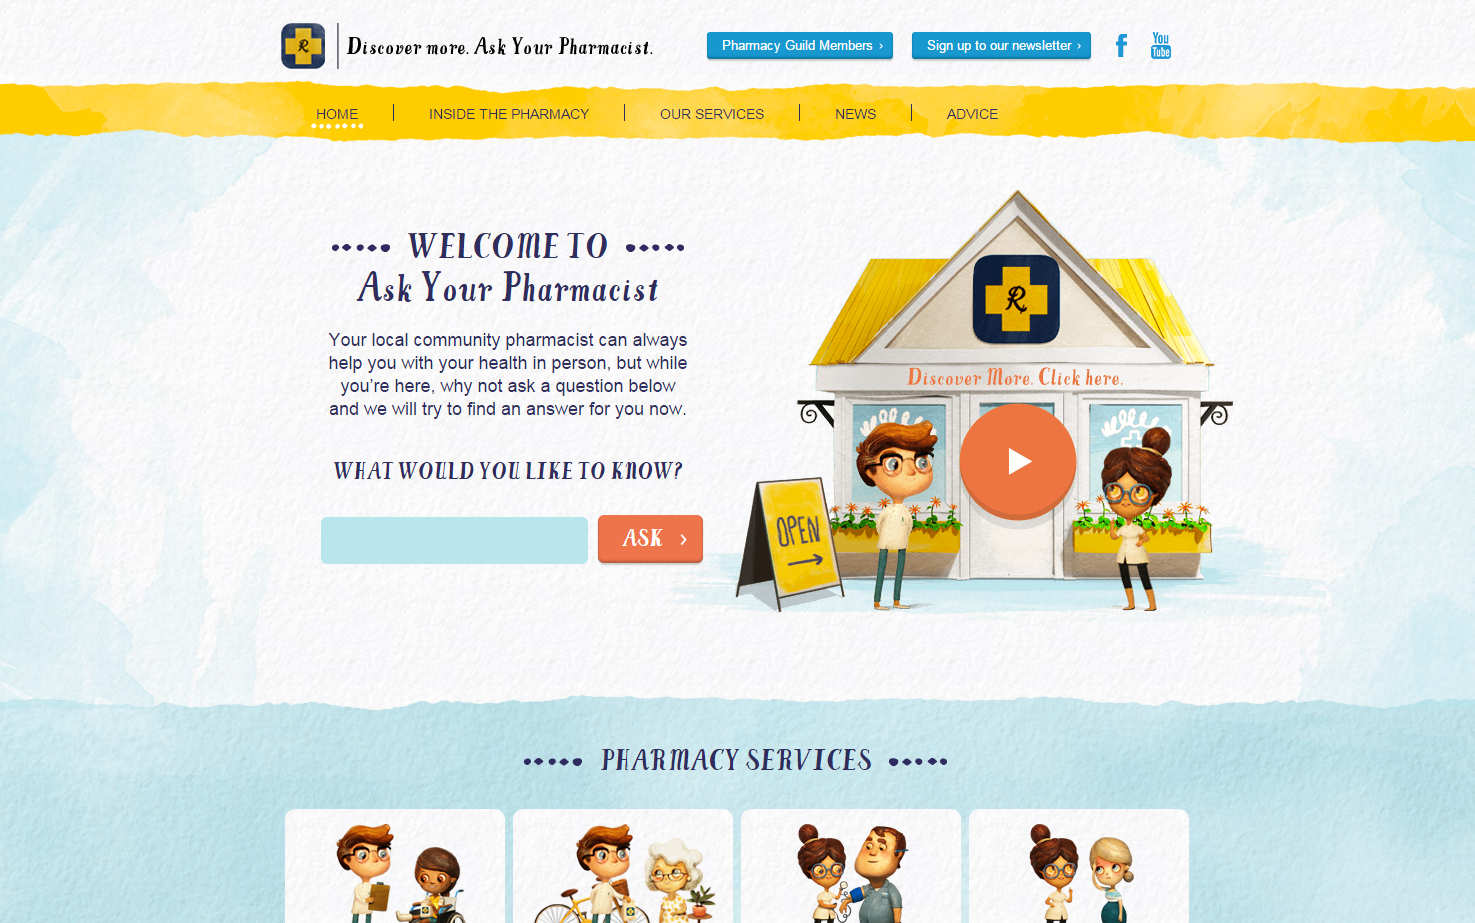 R
Discover more. Ask Your Pharmacist.
Pharmacy Guild Members ›
Sign up to our newsletter ›
f
You
Tube
HOME
INSIDE THE PHARMACY
OUR SERVICES
NEWS
ADVICE
WELCOME TO
Ask Your Pharmacist
Your local community pharmacist can always
help you with your health in person, but while
you're here, why not ask a question below
and we will try to find an answer for you now.
WHAT WOULD YOU LIKE TO KNOW?
ASK ›
R
Discover More. Click here.
OPEN
PHARMACY SERVICES